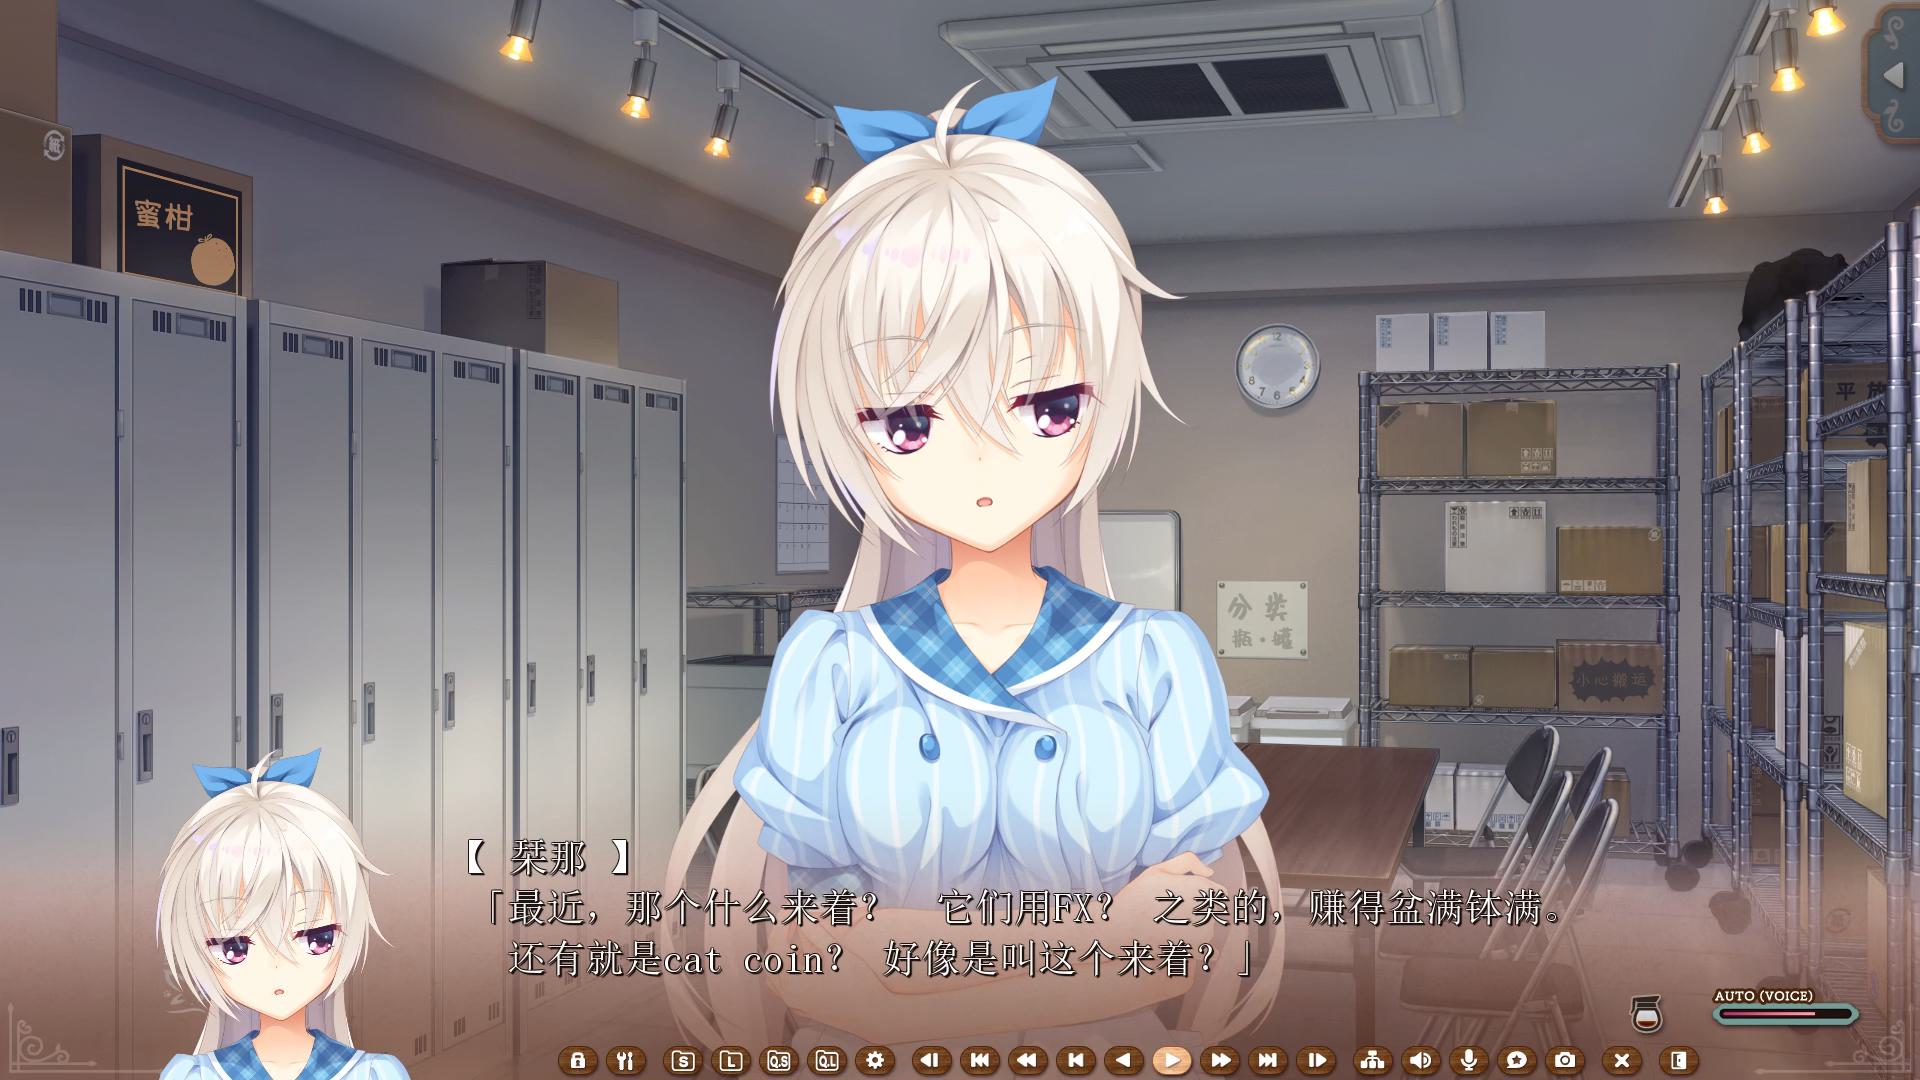 蜜柑
平放
分类
瓶·罐
小心搬运
【 栞那 】
「最近，那个什么来着？　它们用FX？　之类的，赚得盆满钵满。
还有就是cat coin？　好像是叫这个来着？」
AUTO (VOICE)
S L Q.S Q.L